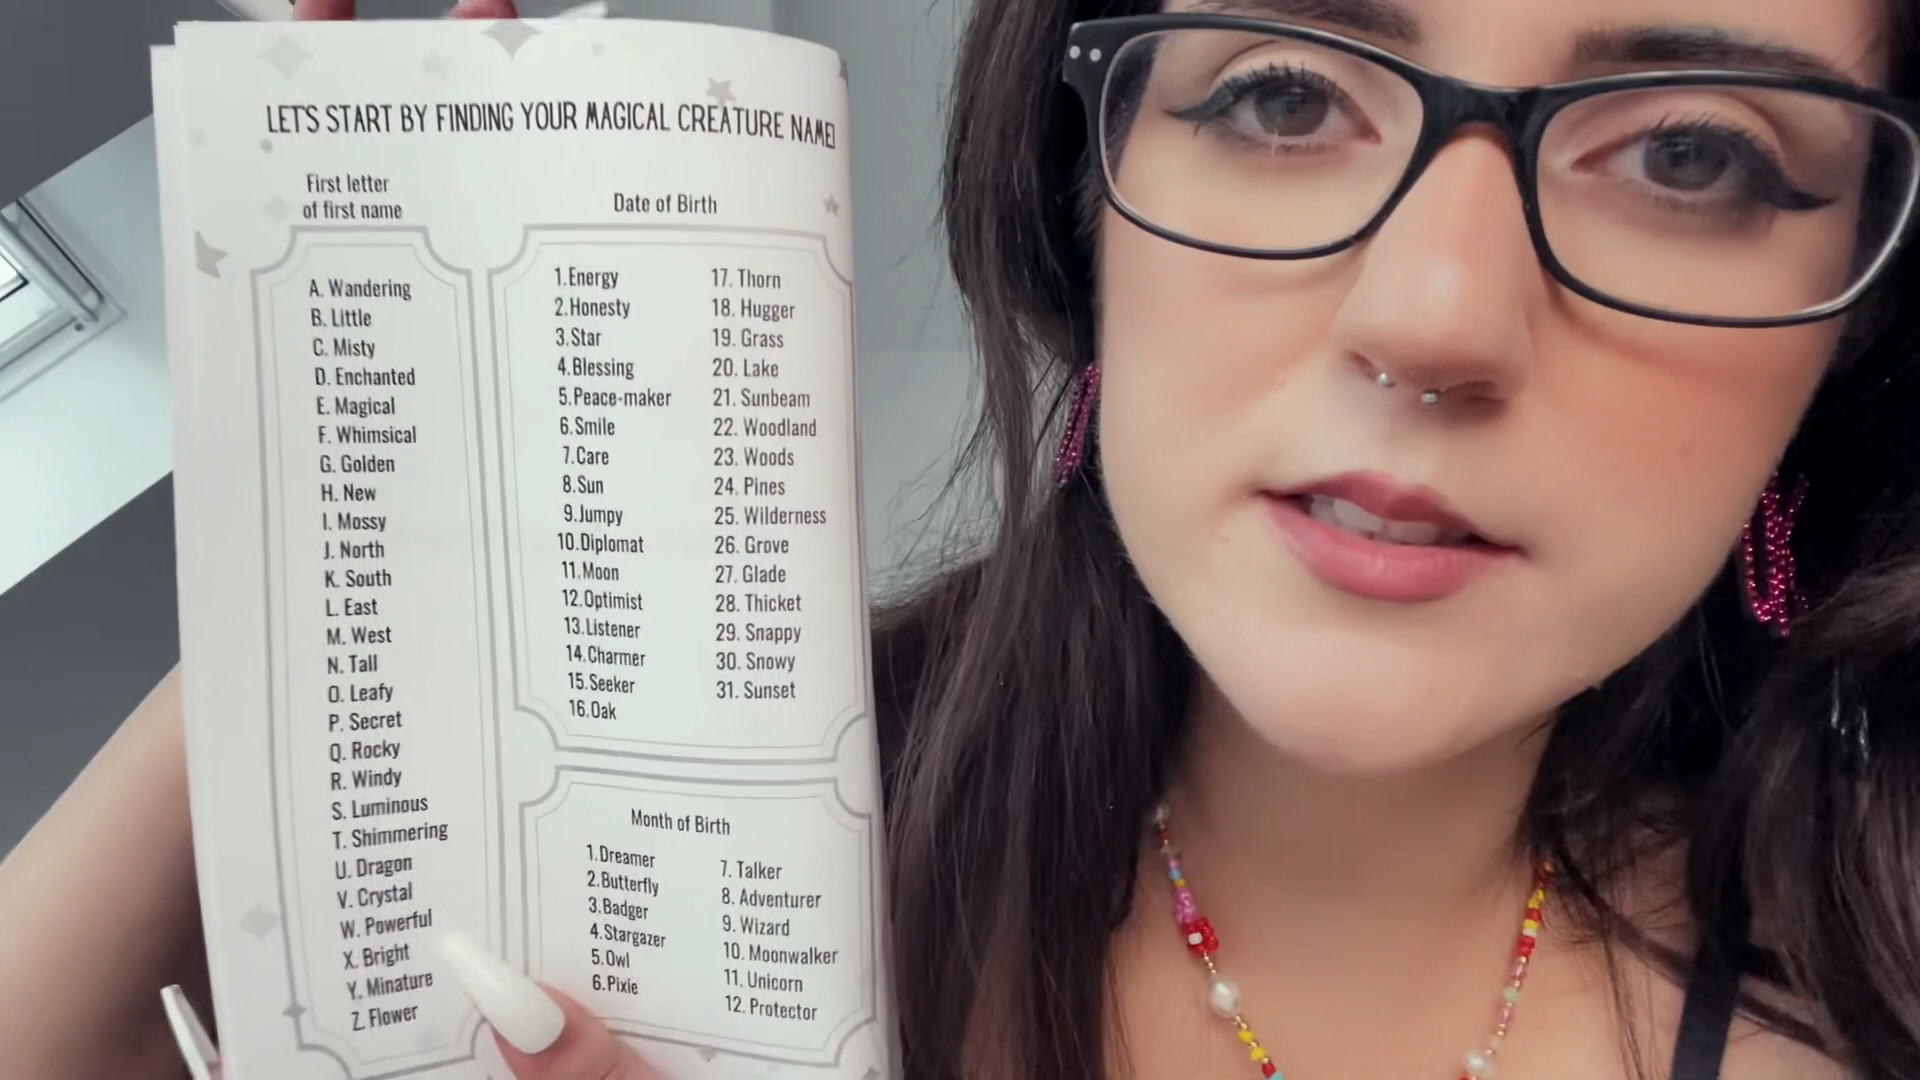 LET'S START BY FINDING YOUR MAGICAL CREATURE NAME!
First letter
of first name
A. Wandering
B. Little
C. Misty
D. Enchanted
E. Magical
F. Whimsical
G. Golden
H. New
I. Mossy
J. North
K. South
L. East
M. West
N. Tall
O. Leafy
P. Secret
Q. Rocky
R. Windy
S. Luminous
T. Shimmering
U. Dragon
V. Crystal
W. Powerful
X. Bright
Y. Minature
Z. Flower
Date of Birth
1.Energy
2.Honesty
3.Star
4.Blessing
5.Peace-maker
6.Smile
7.Care
8.Sun
9.Jumpy
10.Diplomat
11.Moon
12.Optimist
13.Listener
14.Charmer
15.Seeker
16.Oak
17. Thorn
18. Hugger
19. Grass
20. Lake
21. Sunbeam
22. Woodland
23. Woods
24. Pines
25. Wilderness
26. Grove
27. Glade
28. Thicket
29. Snappy
30. Snowy
31. Sunset
Month of Birth
1.Dreamer
2.Butterfly
3.Badger
4.Stargazer
5.Owl
6.Pixie
7. Talker
8. Adventurer
9. Wizard
10. Moonwalker
11. Unicorn
12. Protector